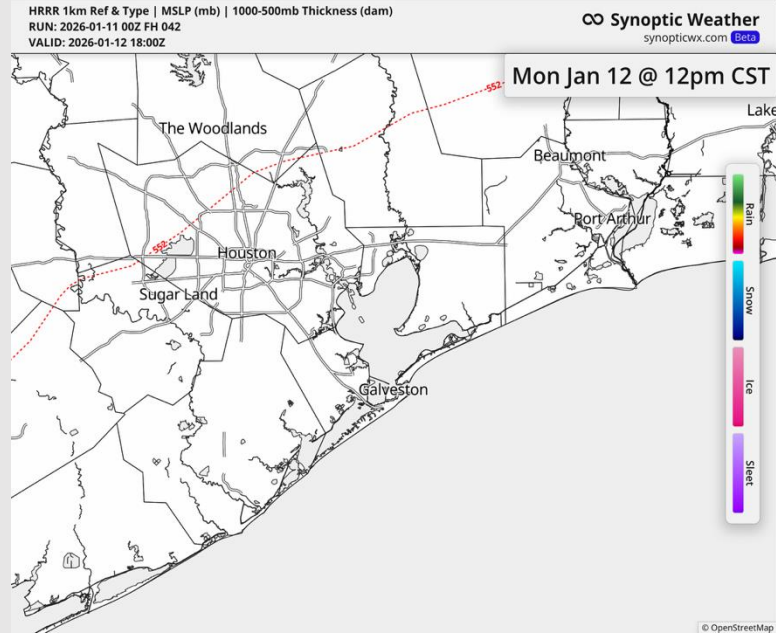 HRRR 1km Ref & Type | MSLP (mb) | 1000-500mb Thickness (dam)
RUN: 2026-01-11 00Z FH 042
VALID: 2026-01-12 18:00Z
Synoptic Weather
synopticwx.com Beta
Mon Jan 12 @ 12pm CST
552
Lake
The Woodlands
Beaumont
Port Arthur
Rain
552
Houston
Sugar Land
Snow
Galveston
Ice
Sleet
© OpenStreetMap